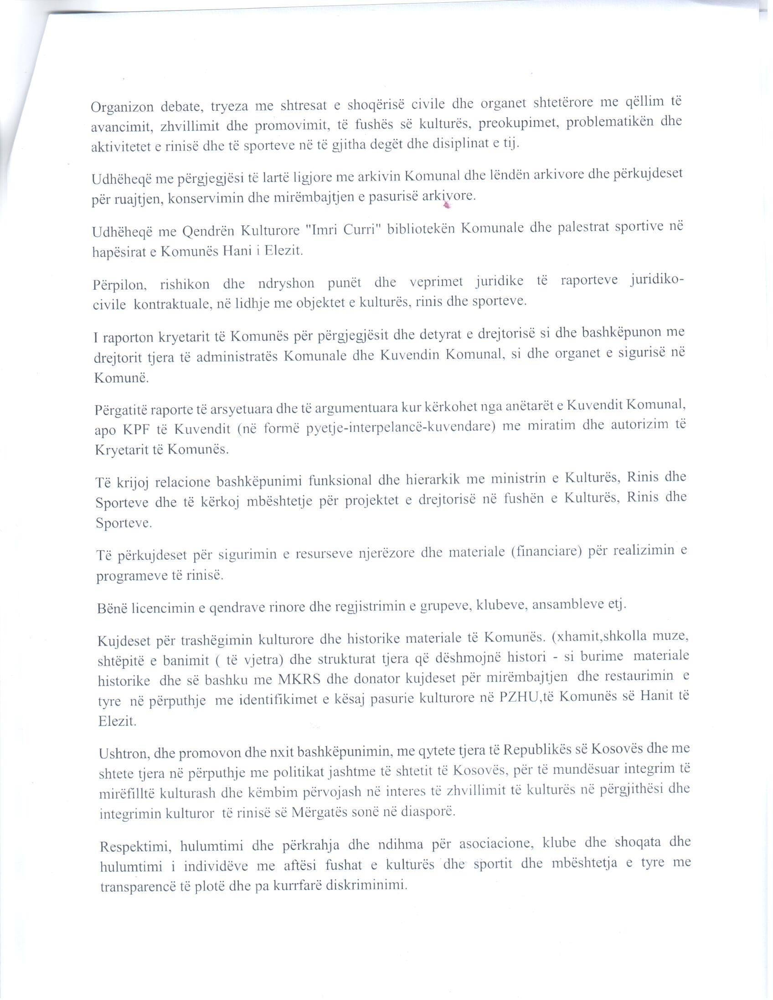 Organizon debate, tryeza me shtresat e shoqërisë civile dhe organet shtetërore me qëllim të
avancimit, zhvillimit dhe promovimit, të fushës së kulturës, preokupimet, problematikën dhe
aktivitetet e rinisë dhe të sporteve në të gjitha degët dhe disiplinat e tij.
Udhëheqë me përgjegjësi të lartë ligjore me arkivin Komunal dhe lëndën arkivore dhe përkujdeset
për ruajtjen, konservimin dhe mirëmbajtjen e pasurisë arkivore.
Udhëheqë me Qendrën Kulturore "Imri Curri" bibliotekën Komunale dhe palestrat sportive në
hapësirat e Komunës Hani i Elezit.
Përpilon, rishikon dhe ndryshon punët dhe veprimet juridike të raporteve juridiko-
civile kontraktuale, në lidhje me objektet e kulturës, rinis dhe sporteve.
I raporton kryetarit të Komunës për përgjegjësit dhe detyrat e drejtorisë si dhe bashkëpunon me
drejtorit tjera të administratës Komunale dhe Kuvendin Komunal, si dhe organet e sigurisë në
Komunë.
Përgatitë raporte të arsyetuara dhe të argumentuara kur kërkohet nga anëtarët e Kuvendit Komunal,
apo KPF të Kuvendit (në formë pyetje-interpelancë-kuvendare) me miratim dhe autorizim të
Kryetarit të Komunës.
Të krijoj relacione bashkëpunimi funksional dhe hierarkik me ministrin e Kulturës, Rinis dhe
Sporteve dhe të kërkoj mbështetje për projektet e drejtorisë në fushën e Kulturës, Rinis dhe
Sporteve.
Të përkujdeset për sigurimin e resurseve njerëzore dhe materiale (financiare) për realizimin e
programeve të rinisë.
Bënë licencimin e qendrave rinore dhe regjistrimin e grupeve, klubeve, ansambleve etj.
Kujdeset për trashëgimin kulturore dhe historike materiale të Komunës. (xhamit,shkolla muze,
shtëpitë e banimit ( të vjetra) dhe strukturat tjera që dëshmojnë histori - si burime materiale
historike dhe së bashku me MKRS dhe donator kujdeset për mirëmbajtjen dhe restaurimin e
tyre në përputhje me identifikimet e kësaj pasurie kulturore në PZHU,të Komunës së Hanit të
Elezit.
Ushtron, dhe promovon dhe nxit bashkëpunimin, me qytete tjera të Republikës së Kosovës dhe me
shtete tjera në përputhje me politikat jashtme të shtetit të Kosovës, për të mundësuar integrim të
mirëfilltë kulturash dhe këmbim përvojash në interes të zhvillimit të kulturës në përgjithësi dhe
integrimin kulturor të rinisë së Mërgatës sonë në diasporë.
Respektimi, hulumtimi dhe përkrahja dhe ndihma për asociacione, klube dhe shoqata dhe
hulumtimi i individëve me aftësi fushat e kulturës dhe sportit dhe mbështetja e tyre me
transparencë të plotë dhe pa kurrfarë diskriminimi.